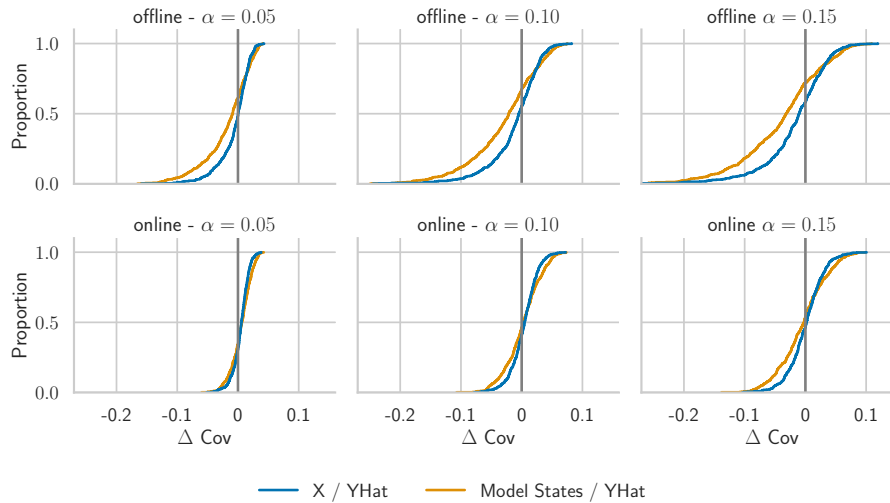 offline - α = 0.05
offline - α = 0.10
offline α = 0.15
Proportion
1.0
0.5
0.0
online - α = 0.05
online - α = 0.10
online α = 0.15
Proportion
1.0
0.5
0.0
-0.2 -0.1 0 0.1
-0.2 -0.1 0 0.1
-0.2 -0.1 0 0.1
Δ Cov
Δ Cov
Δ Cov
X / YHat
Model States / YHat